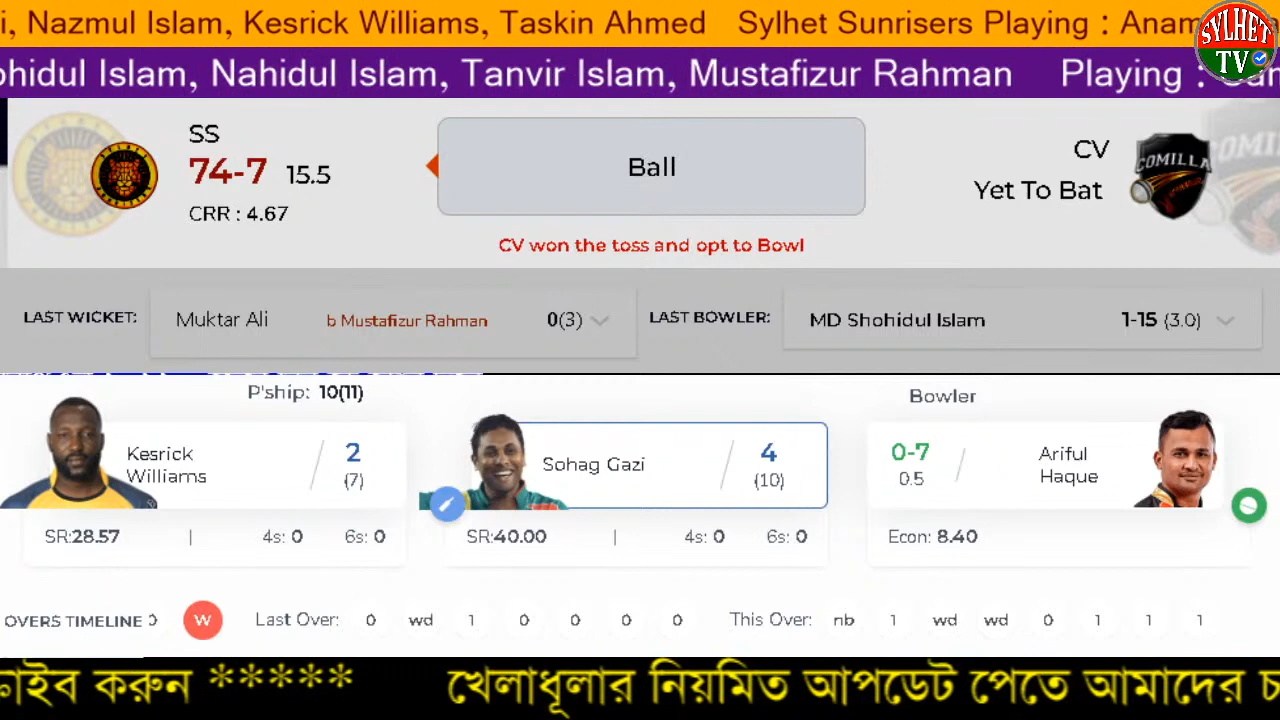 i, Nazmul Islam, Kesrick Williams, Taskin Ahmed Sylhet Sunrisers Playing : Anam
SYLHET
TV
ohidul Islam, Nahidul Islam, Tanvir Islam, Mustafizur Rahman Playing :
SS
74-7 15.5
CRR : 4.67
Ball
CV
Yet To Bat
COMILLA
CV won the toss and opt to Bowl
LAST WICKET: Muktar Ali b Mustafizur Rahman 0(3) LAST BOWLER: MD Shohidul Islam 1-15 (3.0)
P'ship: 10(11)
Bowler
Kesrick Williams 2 (7)
Sohag Gazi 4 (10)
0-7 0.5 Ariful Haque
SR:28.57 | 4s: 0 6s: 0
SR:40.00 | 4s: 0 6s: 0
Econ: 8.40
OVERS TIMELINE W Last Over: 0 wd 1 0 0 0 0 This Over: nb 1 wd wd 0 1 1 1
ক্রাইব করুন ***** খেলাধূলার নিয়মিত আপডেট পেতে আমাদের চ